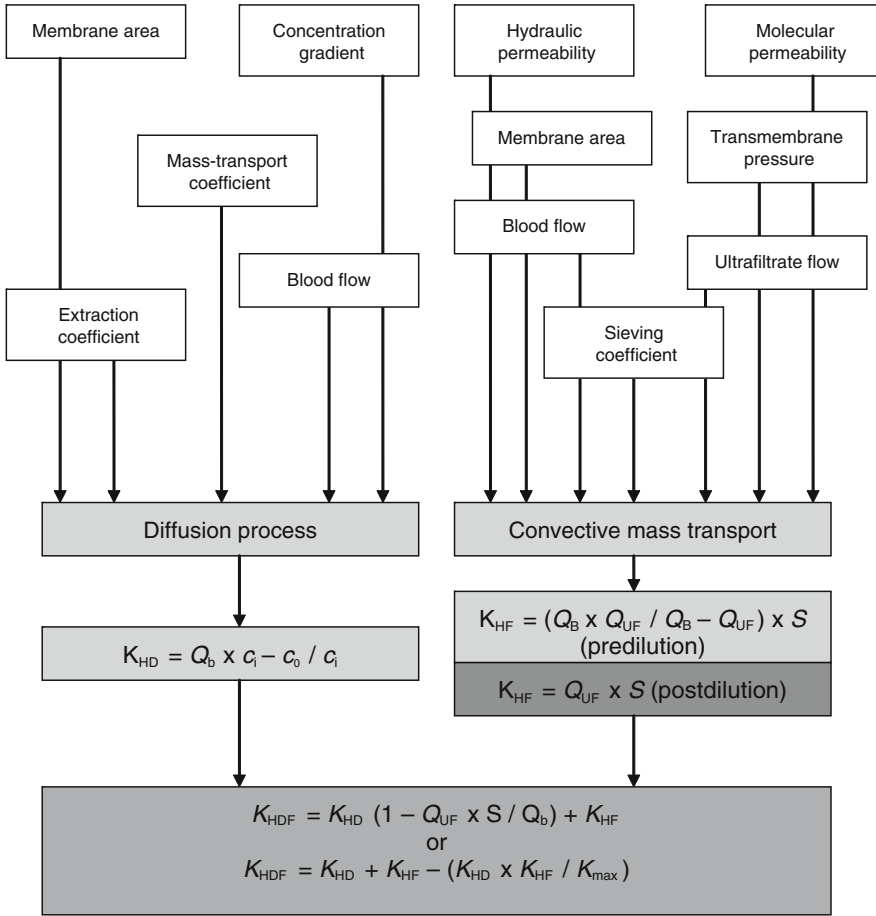 Membrane area
Concentration
gradient
Hydraulic
permeability
Molecular
permeability
Mass-transport
coefficient
Membrane area
Transmembrane
pressure
Blood flow
Blood flow
Ultrafiltrate flow
Extraction
coefficient
Sieving
coefficient
Diffusion process
Convective mass transport
K_HD = Q_b x c_i – c_0 / c_i
K_HF = (Q_B x Q_UF / Q_B – Q_UF) x S
(predilution)
K_HF = Q_UF x S (postdilution)
K_HDF = K_HD (1 – Q_UF x S / Q_b) + K_HF
or
K_HDF = K_HD + K_HF – (K_HD x K_HF / K_max)